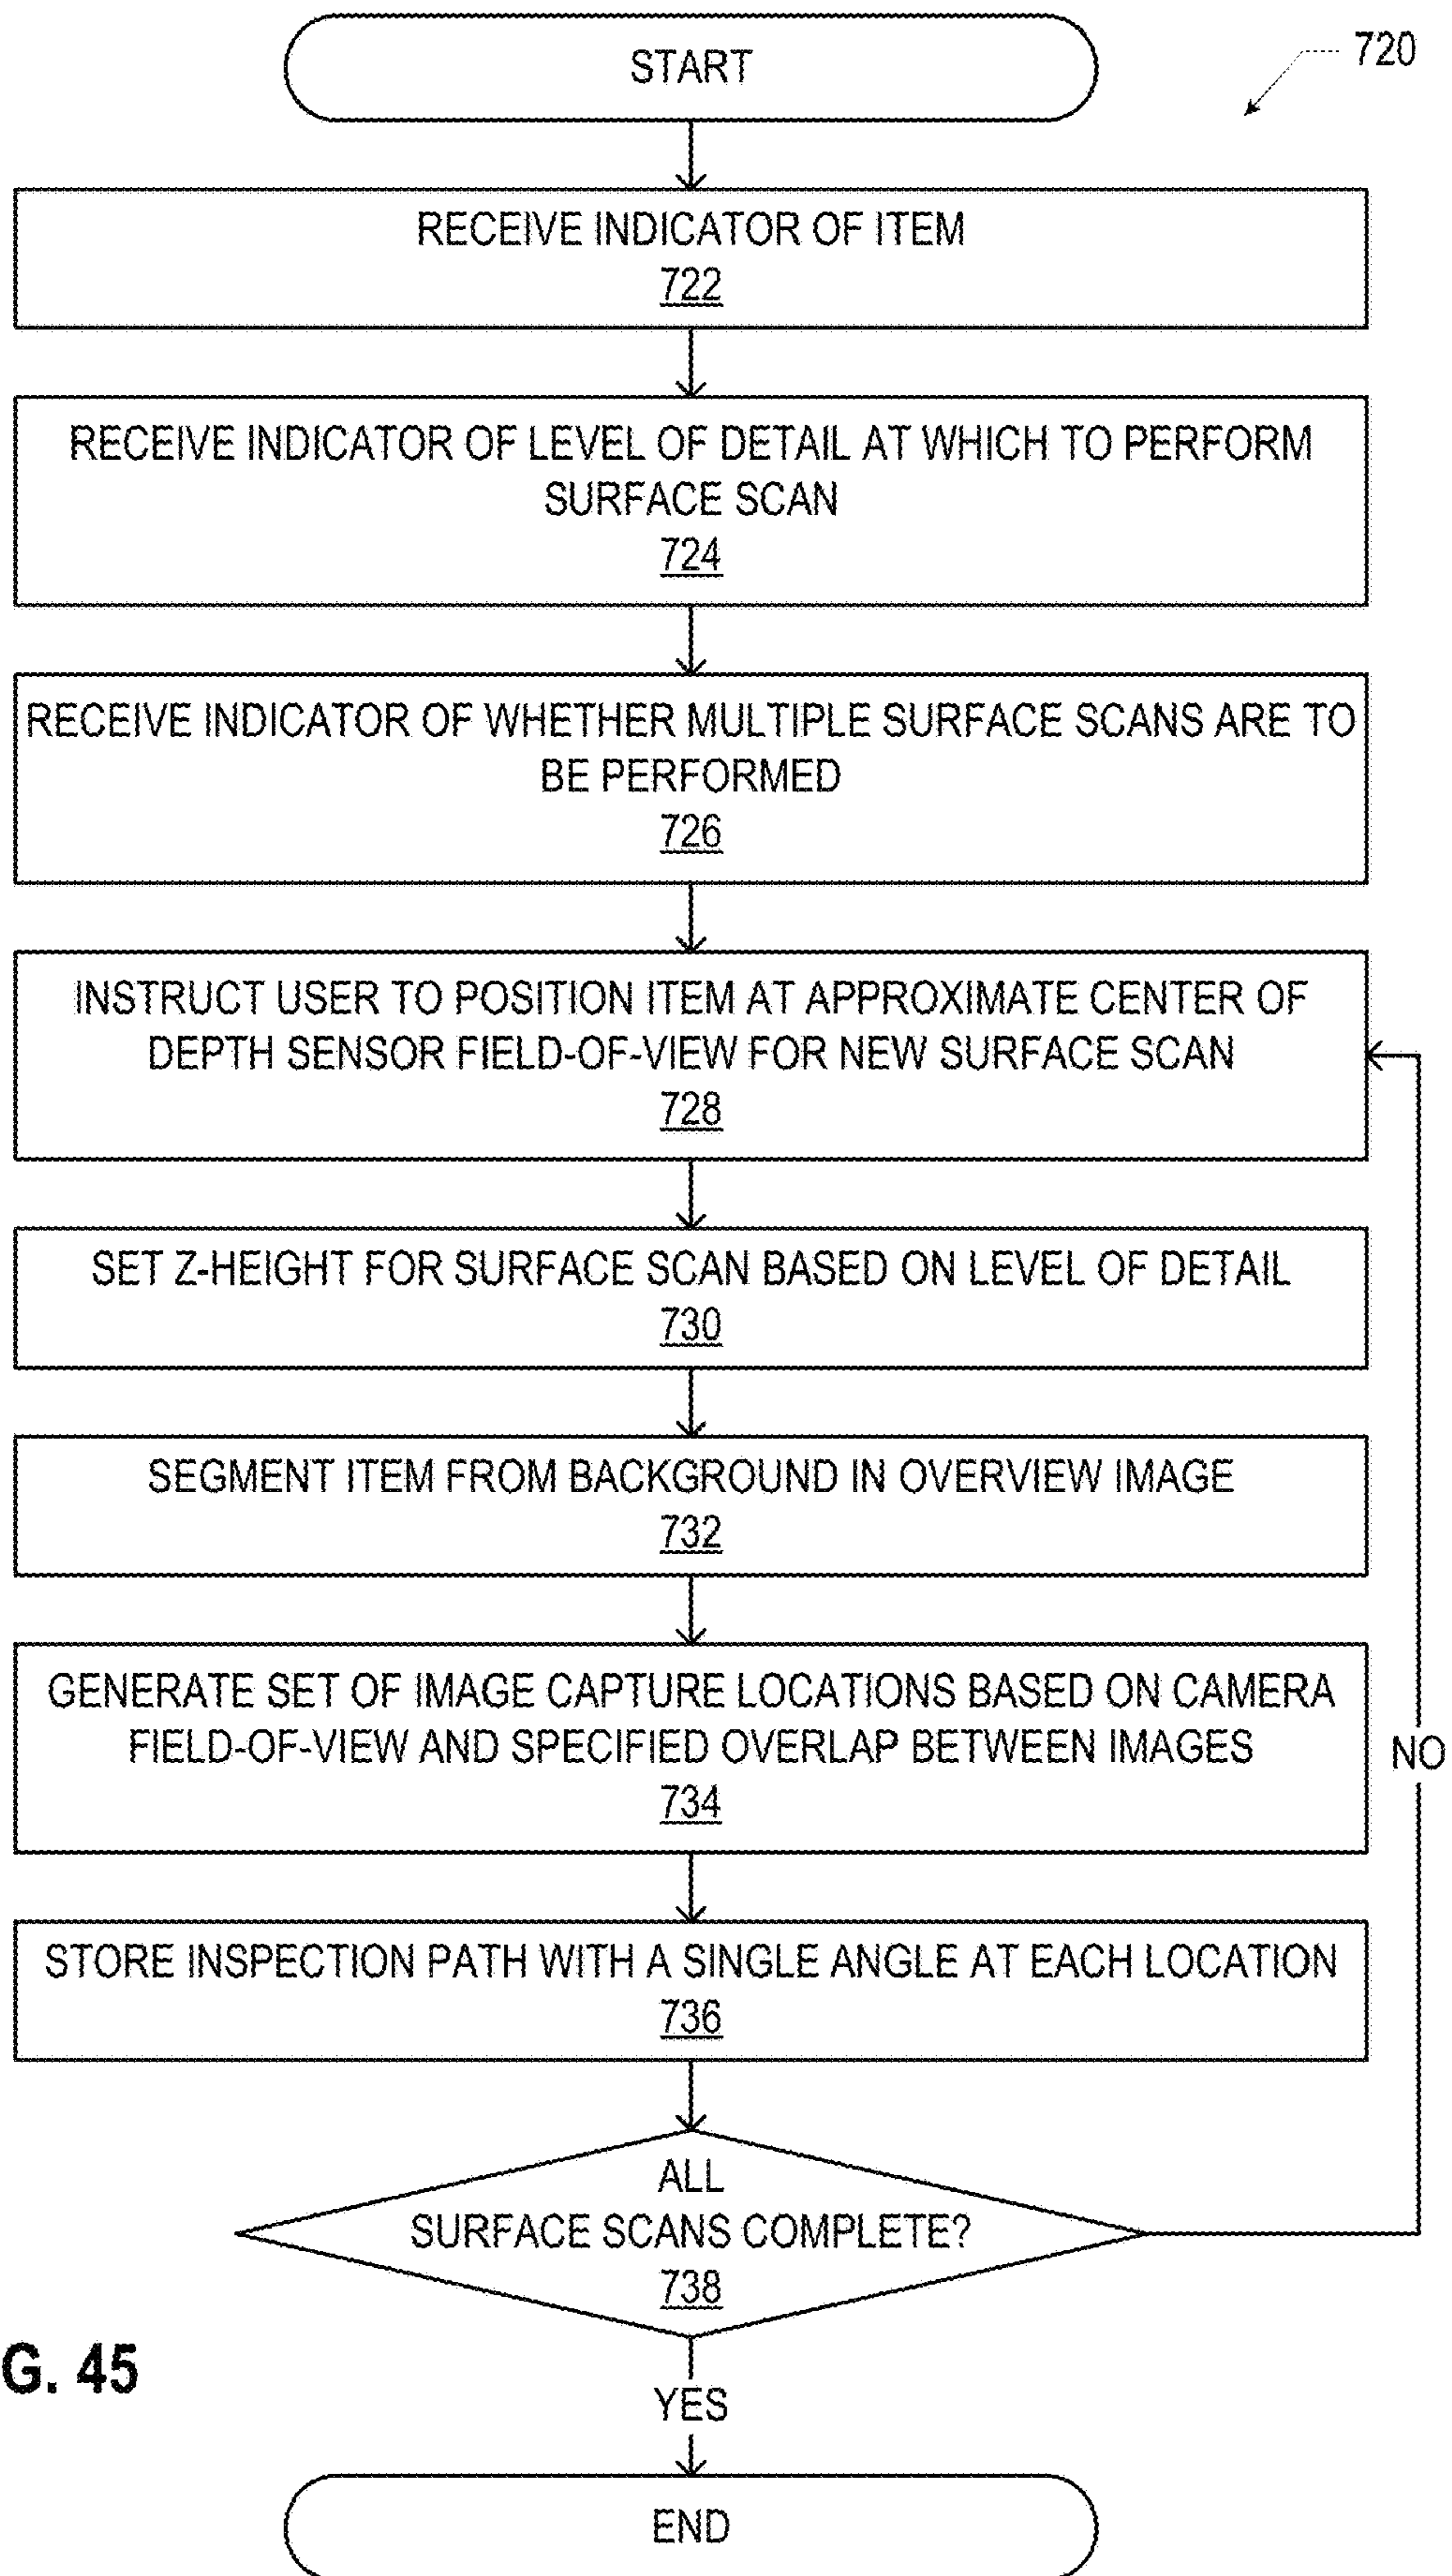 START
720
RECEIVE INDICATOR OF ITEM
722
RECEIVE INDICATOR OF LEVEL OF DETAIL AT WHICH TO PERFORM
SURFACE SCAN
724
RECEIVE INDICATOR OF WHETHER MULTIPLE SURFACE SCANS ARE TO
BE PERFORMED
726
INSTRUCT USER TO POSITION ITEM AT APPROXIMATE CENTER OF
DEPTH SENSOR FIELD-OF-VIEW FOR NEW SURFACE SCAN
728
SET Z-HEIGHT FOR SURFACE SCAN BASED ON LEVEL OF DETAIL
730
SEGMENT ITEM FROM BACKGROUND IN OVERVIEW IMAGE
732
GENERATE SET OF IMAGE CAPTURE LOCATIONS BASED ON CAMERA
FIELD-OF-VIEW AND SPECIFIED OVERLAP BETWEEN IMAGES
734
NO
STORE INSPECTION PATH WITH A SINGLE ANGLE AT EACH LOCATION
736
ALL
SURFACE SCANS COMPLETE?
738
G. 45
YES
END